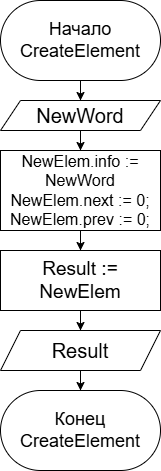 Начало
CreateElement
NewWord
NewElem.info :=
NewWord
NewElem.next := 0;
NewElem.prev := 0;
Result :=
NewElem
Result
Конец
CreateElement